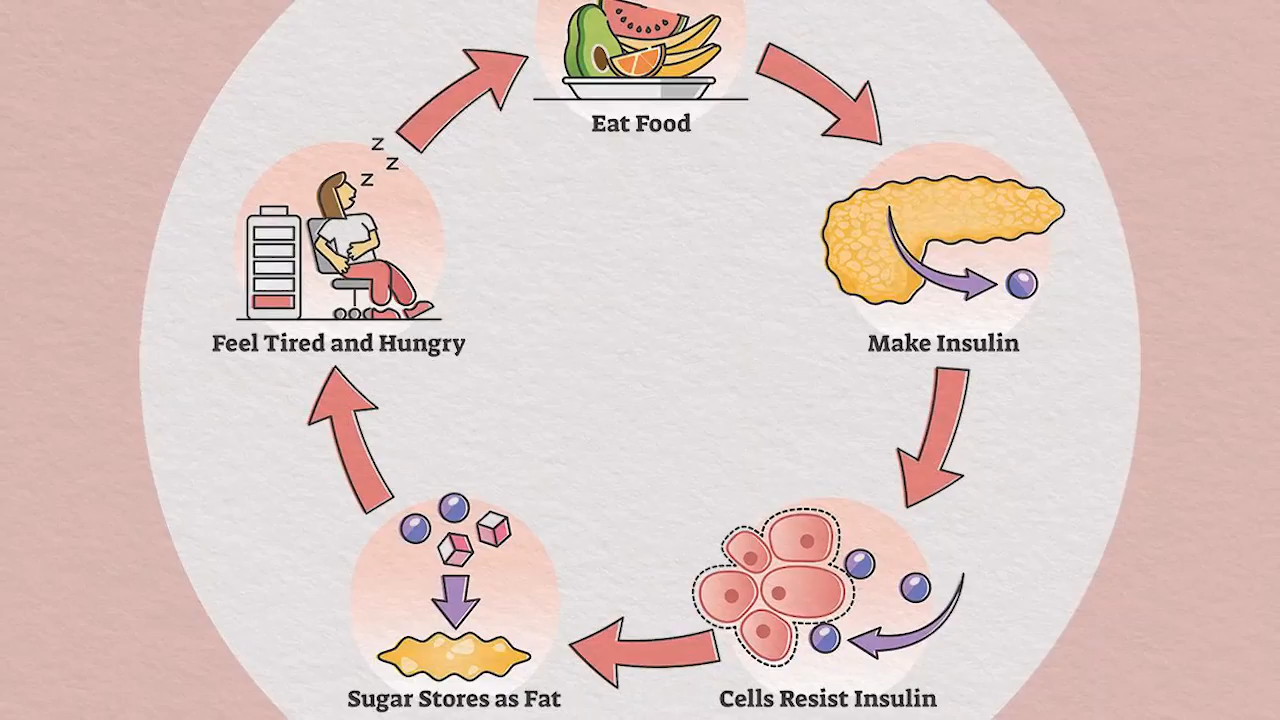 Eat Food
Z
Z
Z
Make Insulin
Feel Tired and Hungry
Cells Resist Insulin
Sugar Stores as Fat